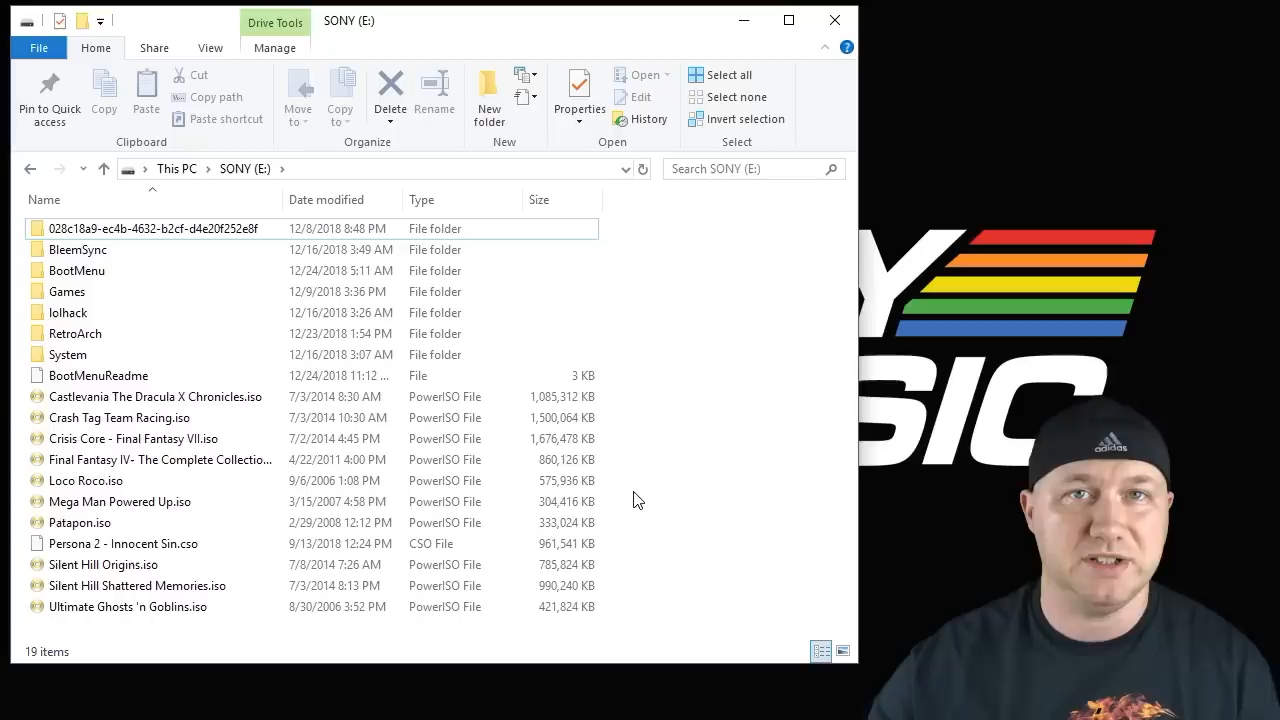 Drive Tools SONY (E:)
File Home Share View Manage
Pin to Quick access
Copy
Paste
Cut
Copy path
Paste shortcut
Clipboard
Move to
Copy to
Delete
Rename
Organize
New folder
New
Properties
Open
Edit
History
Open
Select all
Select none
Invert selection
Select
This PC > SONY (E:) >
Search SONY (E:)
Name Date modified Type Size
028c18a9-ec4b-4632-b2cf-d4e20f252e8f 12/8/2018 8:48 PM File folder
BleemSync 12/16/2018 3:49 AM File folder
BootMenu 12/24/2018 5:11 AM File folder
Games 12/9/2018 3:36 PM File folder
lolhack 12/16/2018 3:26 AM File folder
RetroArch 12/23/2018 1:54 PM File folder
System 12/16/2018 3:07 AM File folder
BootMenuReadme 12/24/2018 11:12 ... File 3 KB
Castlevania The Dracula X Chronicles.iso 7/3/2014 8:30 AM PowerISO File 1,085,312 KB
Crash Tag Team Racing.iso 7/3/2014 10:30 AM PowerISO File 1,500,064 KB
Crisis Core - Final Fantasy VII.iso 7/2/2014 4:45 PM PowerISO File 1,676,478 KB
Final Fantasy IV- The Complete Collectio... 4/22/2011 4:00 PM PowerISO File 860,126 KB
Loco Roco.iso 9/6/2006 1:08 PM PowerISO File 575,936 KB
Mega Man Powered Up.iso 3/15/2007 4:58 PM PowerISO File 304,416 KB
Patapon.iso 2/29/2008 12:12 PM PowerISO File 333,024 KB
Persona 2 - Innocent Sin.cso 9/13/2018 12:24 PM CSO File 961,541 KB
Silent Hill Origins.iso 7/8/2014 7:26 AM PowerISO File 785,824 KB
Silent Hill Shattered Memories.iso 7/3/2014 8:13 PM PowerISO File 990,240 KB
Ultimate Ghosts 'n Goblins.iso 8/30/2006 3:52 PM PowerISO File 421,824 KB
19 items
Y
SIC
adidas